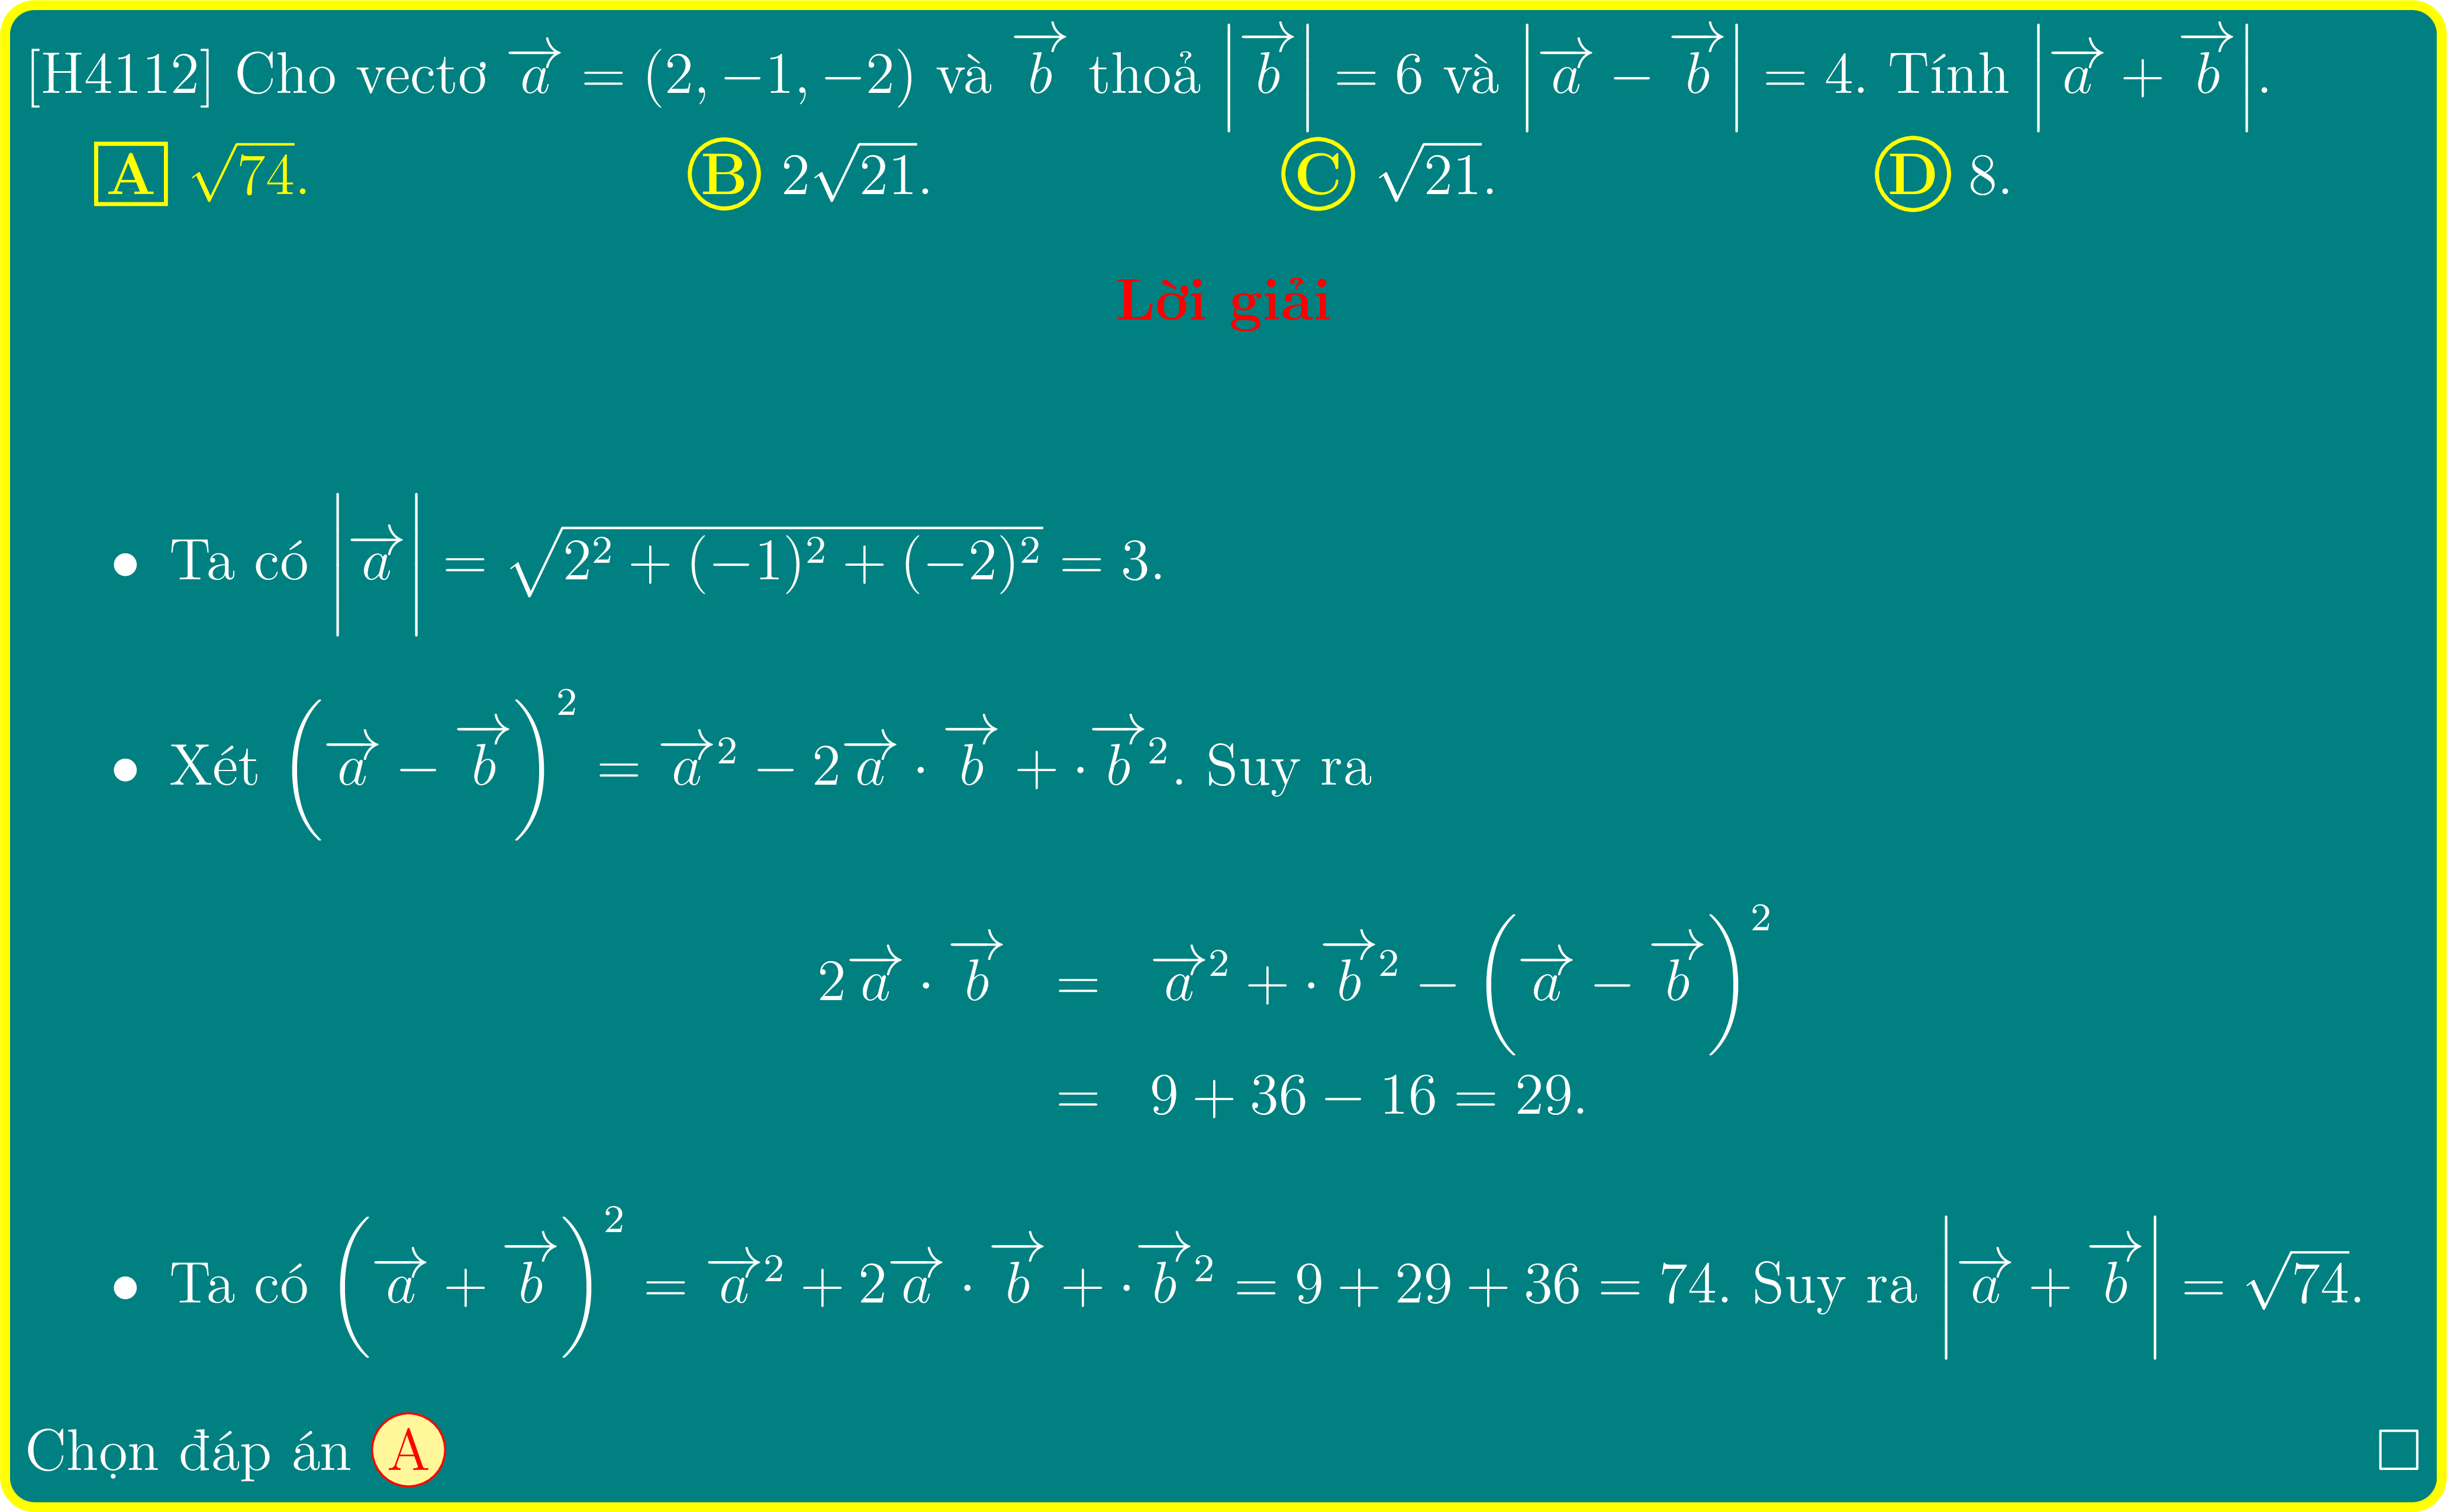 [H4112] Cho vectơ $\overrightarrow{a} = (2, -1, -2)$ và $\overrightarrow{b}$ thoả $\left|\overrightarrow{b}\right| = 6$ và $\left|\overrightarrow{a} - \overrightarrow{b}\right| = 4$. Tính $\left|\overrightarrow{a} + \overrightarrow{b}\right|$.
A $\sqrt{74}$. B $2\sqrt{21}$. C $\sqrt{21}$. D 8.
Lời giải
• Ta có $\left|\overrightarrow{a}\right| = \sqrt{2^2 + (-1)^2 + (-2)^2} = 3$.
• Xét $\left(\overrightarrow{a} - \overrightarrow{b}\right)^2 = \overrightarrow{a}^2 - 2\overrightarrow{a} \cdot \overrightarrow{b} + \cdot \overrightarrow{b}^2$. Suy ra
$2\overrightarrow{a} \cdot \overrightarrow{b} = \overrightarrow{a}^2 + \cdot \overrightarrow{b}^2 - \left(\overrightarrow{a} - \overrightarrow{b}\right)^2$
$= 9 + 36 - 16 = 29.$
• Ta có $\left(\overrightarrow{a} + \overrightarrow{b}\right)^2 = \overrightarrow{a}^2 + 2\overrightarrow{a} \cdot \overrightarrow{b} + \cdot \overrightarrow{b}^2 = 9 + 29 + 36 = 74$. Suy ra $\left|\overrightarrow{a} + \overrightarrow{b}\right| = \sqrt{74}$.
Chọn đáp án A □